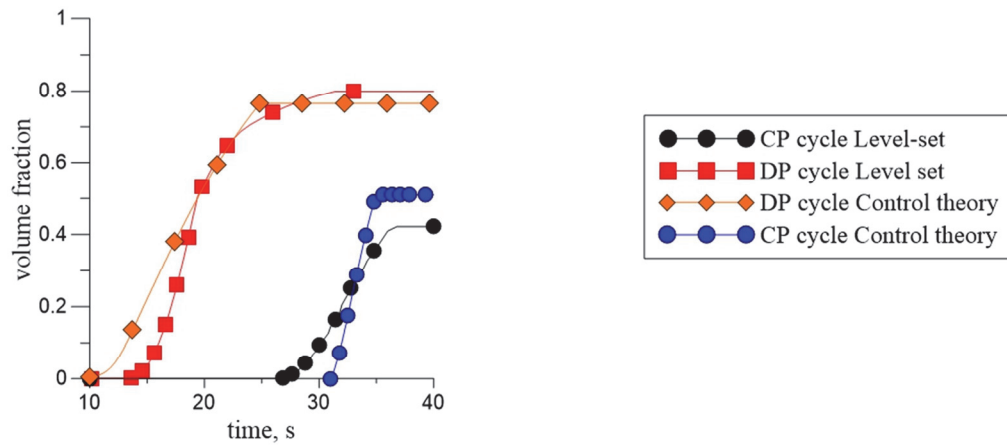 1
0.8
0.6
0.4
0.2
0
volume fraction
10
20
30
40
time, s
CP cycle Level-set
DP cycle Level set
DP cycle Control theory
CP cycle Control theory